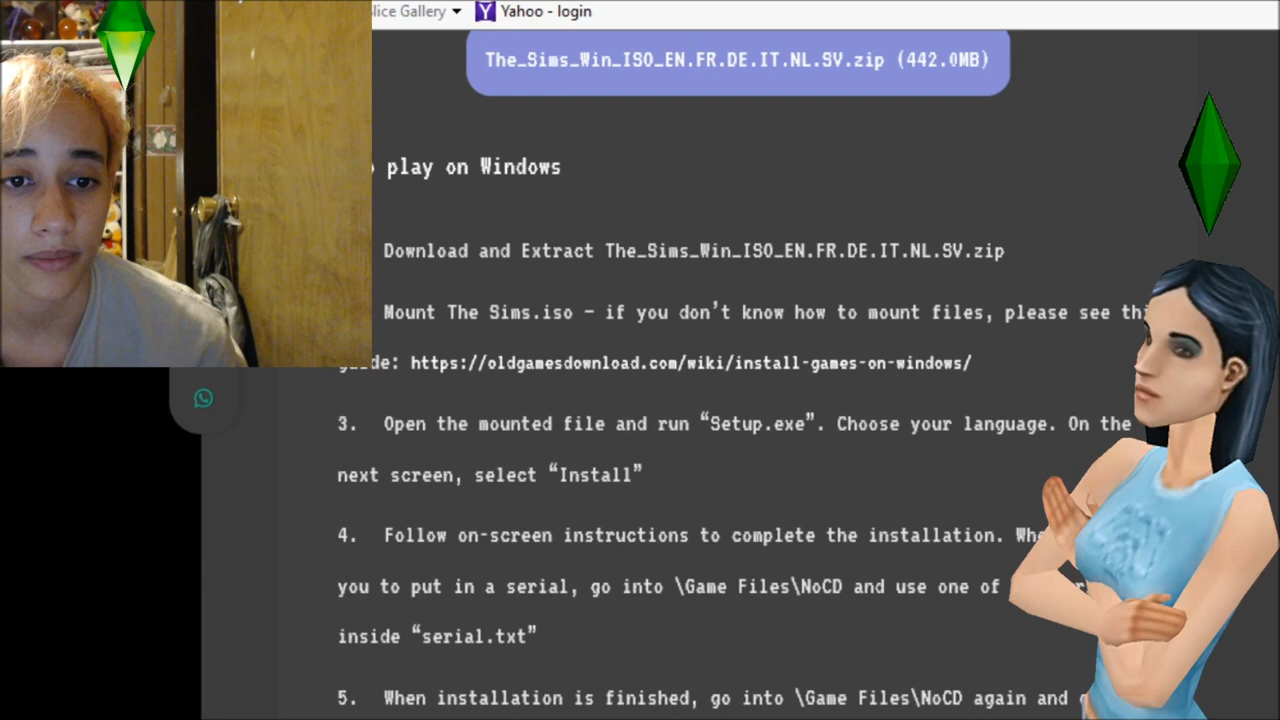 lice Gallery Yahoo - login
The_Sims_Win_ISO_EN.FR.DE.IT.NL.SV.zip (442.0MB)
play on Windows
Download and Extract The_Sims_Win_ISO_EN.FR.DE.IT.NL.SV.zip
Mount The Sims.iso – if you don't know how to mount files, please see thi
guide: https://oldgamesdownload.com/wiki/install-games-on-windows/
3. Open the mounted file and run “Setup.exe”. Choose your language. On the
next screen, select “Install”
4. Follow on-screen instructions to complete the installation. Whe
you to put in a serial, go into \Game Files\NoCD and use one of
inside “serial.txt”
5. When installation is finished, go into \Game Files\NoCD again and